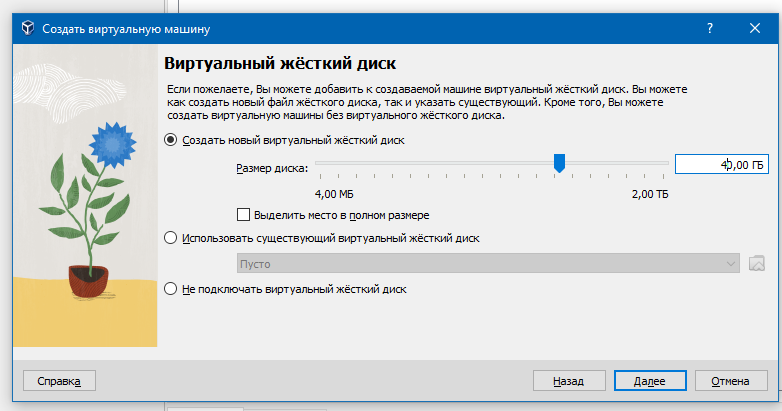 Создать виртуальную машину
?
Виртуальный жёсткий диск
Если пожелаете, Вы можете добавить к создаваемой машине виртуальный жёсткий диск. Вы можете
как создать новый файл жёсткого диска, так и указать существующий. Кроме того, Вы можете
создать виртуальную машины без виртуального жёсткого диска.
Создать новый виртуальный жёсткий диск
Размер диска: 40,00 ГБ
4,00 МБ 2,00 ТБ
Выделить место в полном размере
Использовать существующий виртуальный жёсткий диск
Пусто
Не подключать виртуальный жёсткий диск
Справка Назад Далее Отмена